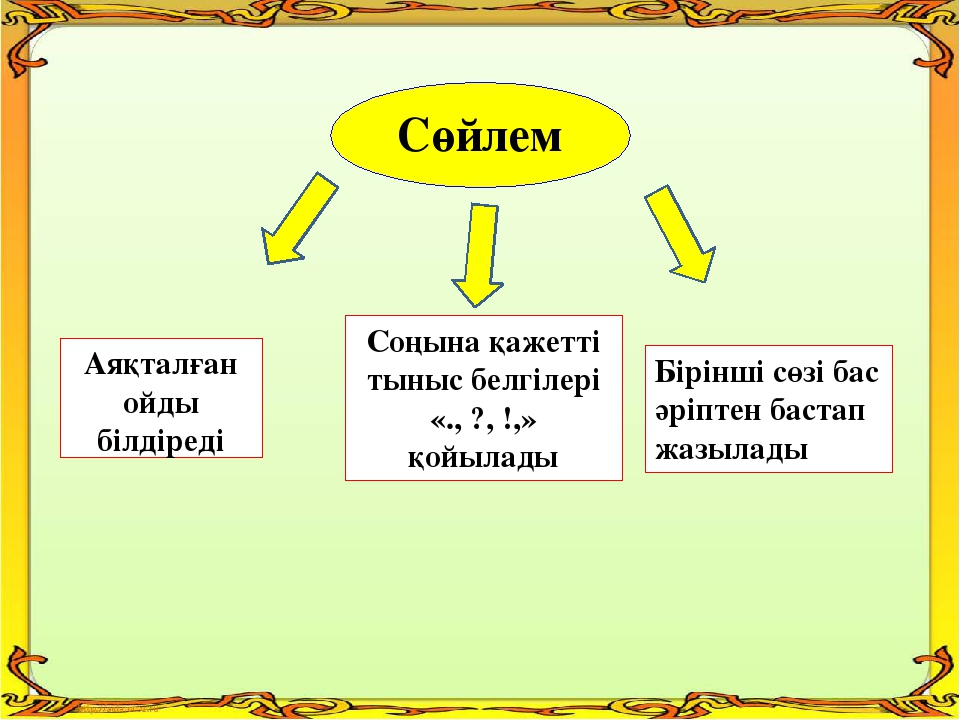 Сөйлем
Аяқталған
ойды
білдіреді
Соңына қажетті
тыныс белгілері
«., ?, !,»
қойылады
Бірінші сөзі бас
әріптен бастап
жазылады